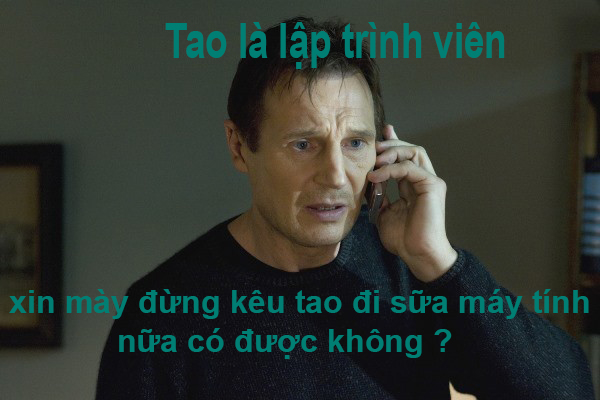 Tao là lập trình viên
xin mày đừng kêu tao đi sữa máy tính
nữa có được không ?